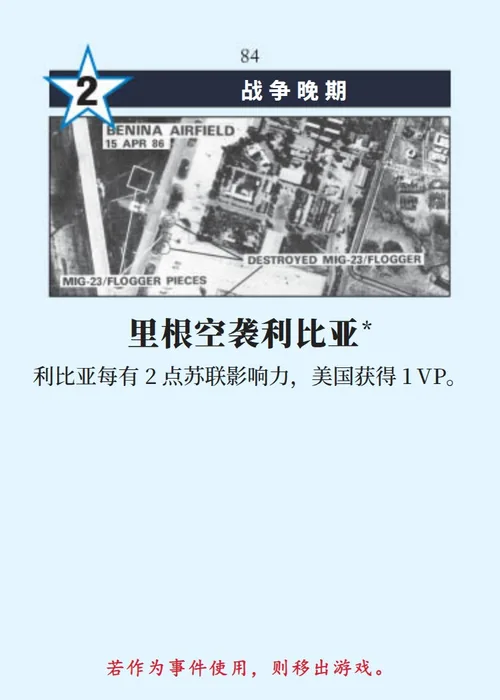 84
2
战争晚期
BENINA AIRFIELD
15 APR 86
DESTROYED MIG-23/FLOGGER
MIG-23/FLOGGER PIECES
里根空袭利比亚*
利比亚每有 2 点苏联影响力，美国获得 1 VP。
若作为事件使用，则移出游戏。